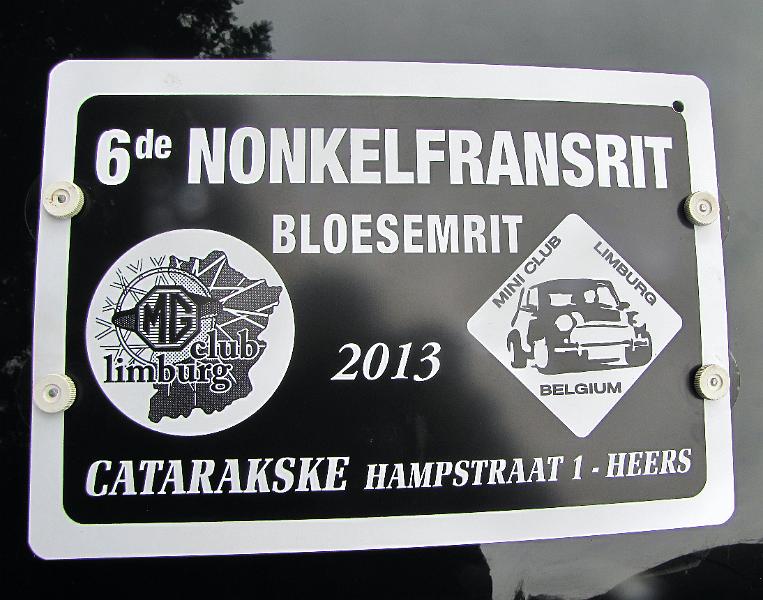 6de NONKELFRANSRIT
BLOESEMRIT
MG
club
limburg
2013
MINI CLUB LIMBURG
BELGIUM
CATARAKSKE HAMPSTRAAT 1 - HEERS